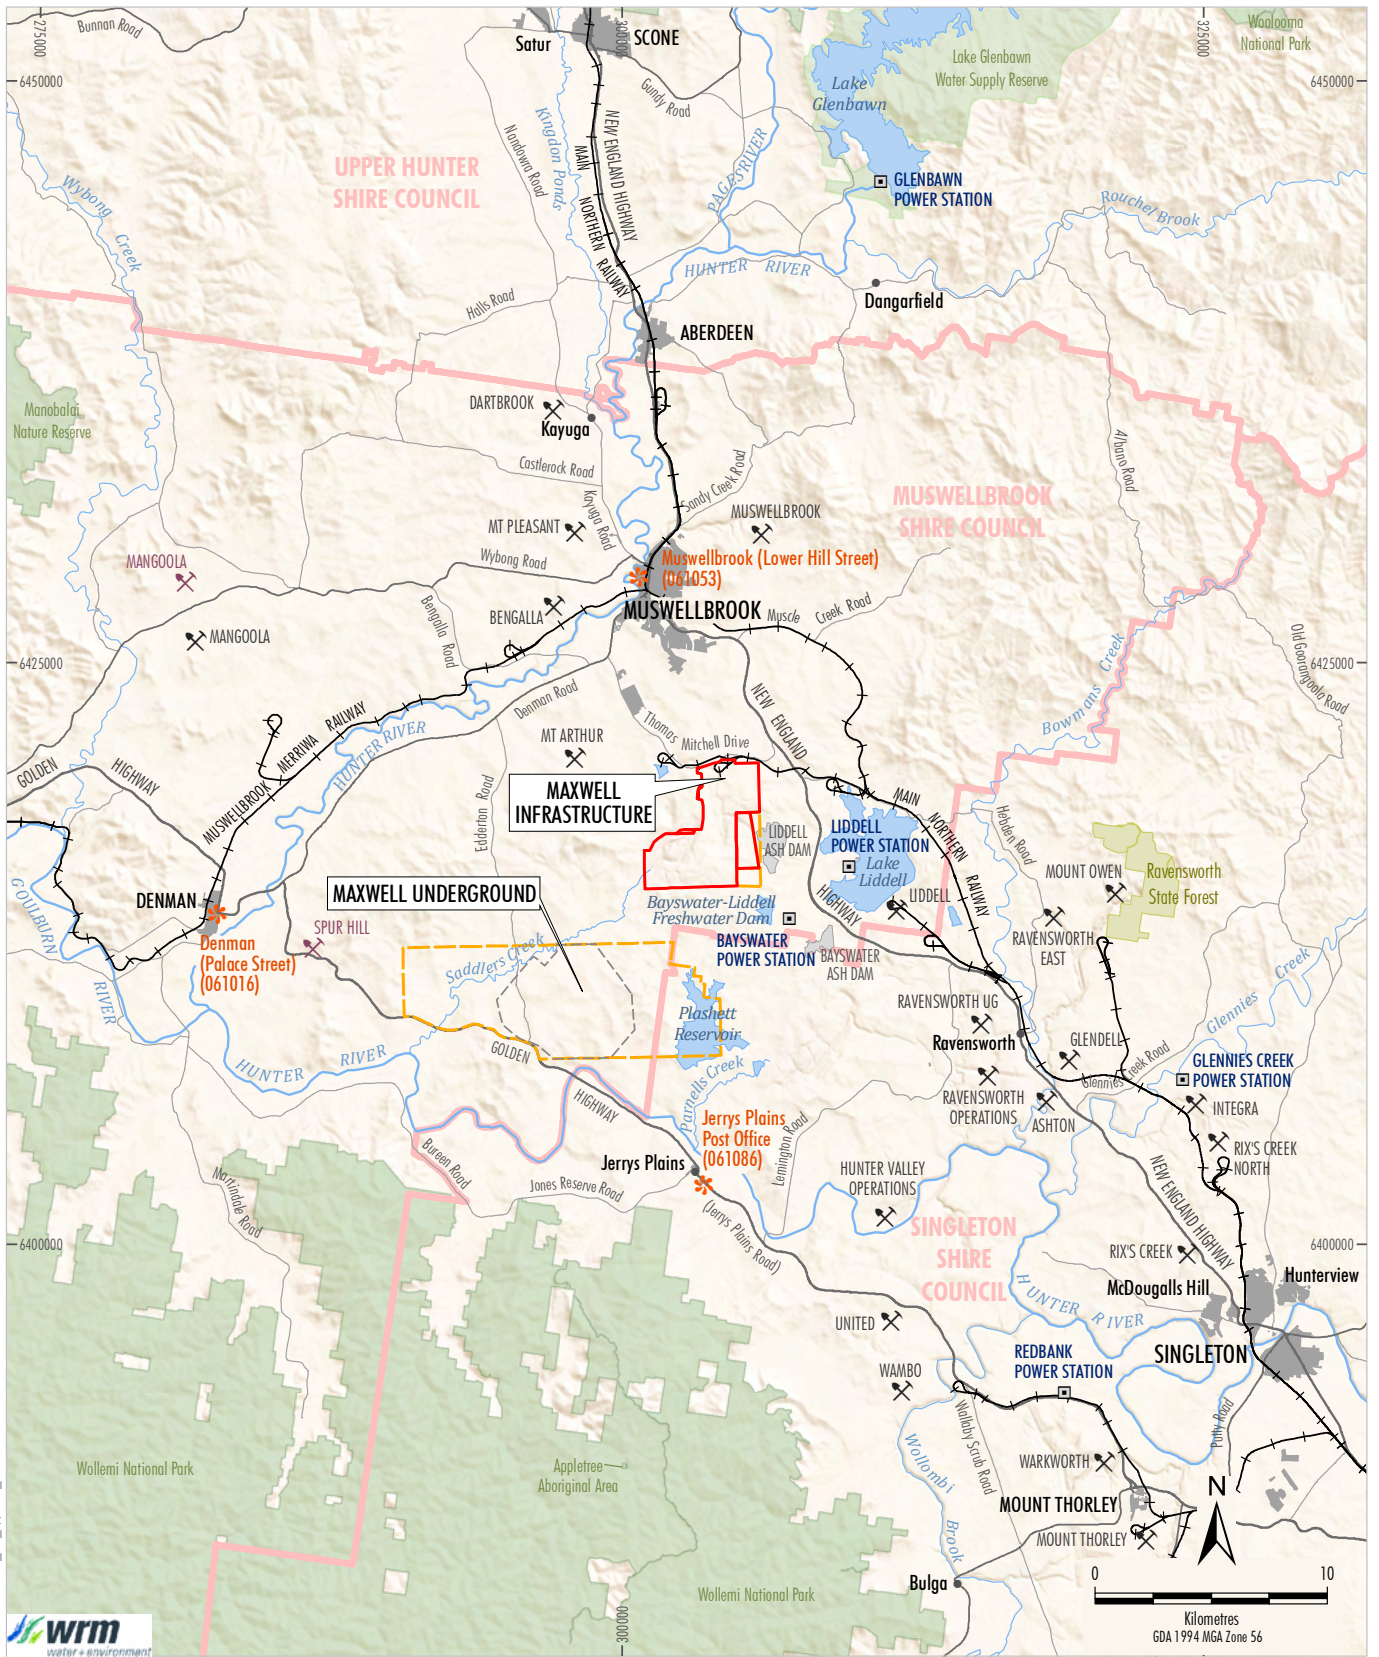 275000
Bunnan Road
Satur
300000
SCONE
325000
Woolooma
National Park
6450000
6450000
Gundy Road
Lake
Glenbawn
Lake Glenbawn
Water Supply Reserve
Kingdon Ponds
Nandowra Road
NEW ENGLAND HIGHWAY
MAIN
NORTHERN
RAILWAY
PAGES RIVER
UPPER HUNTER
SHIRE COUNCIL
GLENBAWN
POWER STATION
Wybong
Creek
Rouchel Brook
HUNTER RIVER
Dangarfield
Halls Road
ABERDEEN
Manobalai
Nature Reserve
DARTBROOK
Kayuga
Castlerock Road
Kayuga Road
Sandy Creek Road
Albano Road
MUSWELLBROOK
SHIRE COUNCIL
MT PLEASANT
MUSWELLBROOK
Wybong Road
MANGOOLA
Muswellbrook (Lower Hill Street)
(061053)
MUSWELLBROOK
BENGALLA
Bengalla
Road
Muscle
Creek Road
MANGOOLA
Old Goorangoola Road
Bowmans Creek
6425000
6425000
Denman Road
Thomas
Mitchell Drive
NEW ENGLAND
HIGHWAY
MUSWELLBROOK
MERRIWA
RAILWAY
HUNTER RIVER
MT ARTHUR
GOLDEN
HIGHWAY
Edderton Road
MAXWELL
INFRASTRUCTURE
LIDDELL
ASH DAM
LIDDELL
POWER STATION
Lake
Liddell
MAIN
NORTHERN
RAILWAY
Hebden Road
MOUNT OWEN
Ravensworth
State Forest
GOULBURN
RIVER
DENMAN
MAXWELL UNDERGROUND
Bayswater-Liddell
Freshwater Dam
LIDDELL
SPUR HILL
Denman
(Palace Street)
(061016)
Saddlers Creek
BAYSWATER
POWER STATION
BAYSWATER
ASH DAM
RAVENSWORTH
EAST
Glennies Creek
Plashett
Reservoir
RAVENSWORTH UG
Ravensworth
GLENDELL
GOLDEN
HIGHWAY
HUNTER RIVER
Parnells Creek
Glennies Creek Road
GLENNIES CREEK
POWER STATION
RAVENSWORTH
OPERATIONS
ASHTON
INTEGRA
Jerrys Plains
Post Office
(061086)
Lemington Road
Bureen Road
Martindale Road
Jerrys Plains
Jones Reserve Road
(Jerrys Plains Road)
HUNTER VALLEY
OPERATIONS
RIX'S CREEK
NORTH
NEW ENGLAND HIGHWAY
SINGLETON
SHIRE
COUNCIL
6400000
6400000
RIX'S CREEK
McDougalls Hill
Hunterview
HUNTER RIVER
UNITED
REDBANK
POWER STATION
SINGLETON
WAMBO
Wallaby Scrub Road
Putty Road
Wollombi
Brook
Wollemi National Park
Appletree
Aboriginal Area
WARKWORTH
MOUNT THORLEY
N
MOUNT THORLEY
Bulga
Wollemi National Park
0
10
Kilometres
GDA 1994 MGA Zone 56
300000
wrm
water + environment